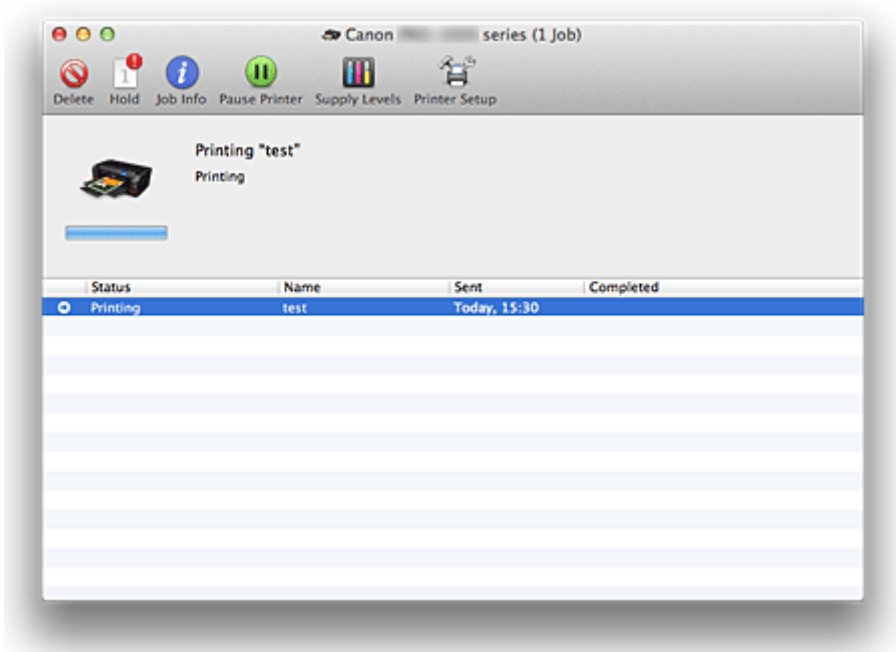 Canon series (1 Job)
Delete Hold Job Info Pause Printer Supply Levels Printer Setup
Printing "test"
Printing
Status Name Sent Completed
Printing test Today, 15:30